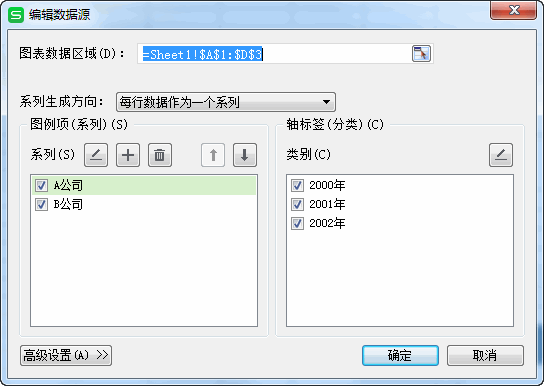 S 编辑数据源
图表数据区域(D): =Sheet1!$A$1:$D$3
系列生成方向: 每行数据作为一个系列
图例项(系列)(S)
系列(S)
A公司
B公司
轴标签(分类)(C)
类别(C)
2000年
2001年
2002年
高级设置(A) >>
确定
取消